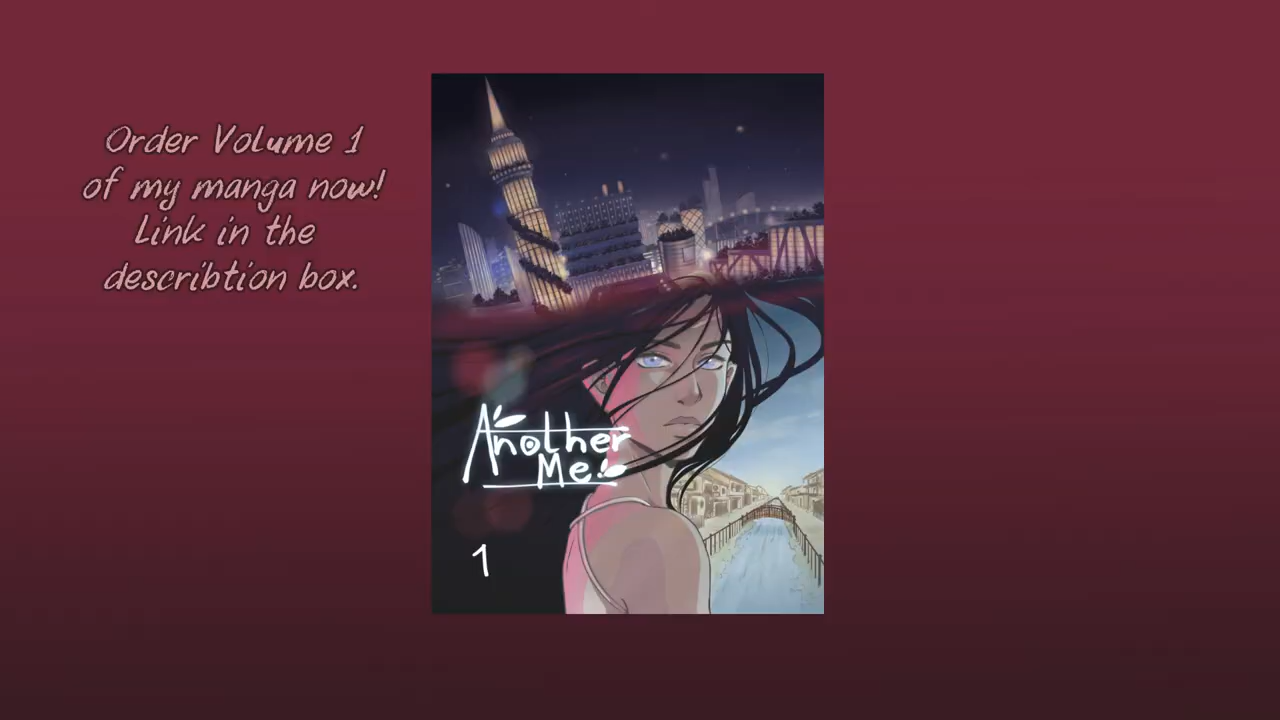 Order Volume 1
of my manga now!
Link in the
describtion box.
Another
Me
1